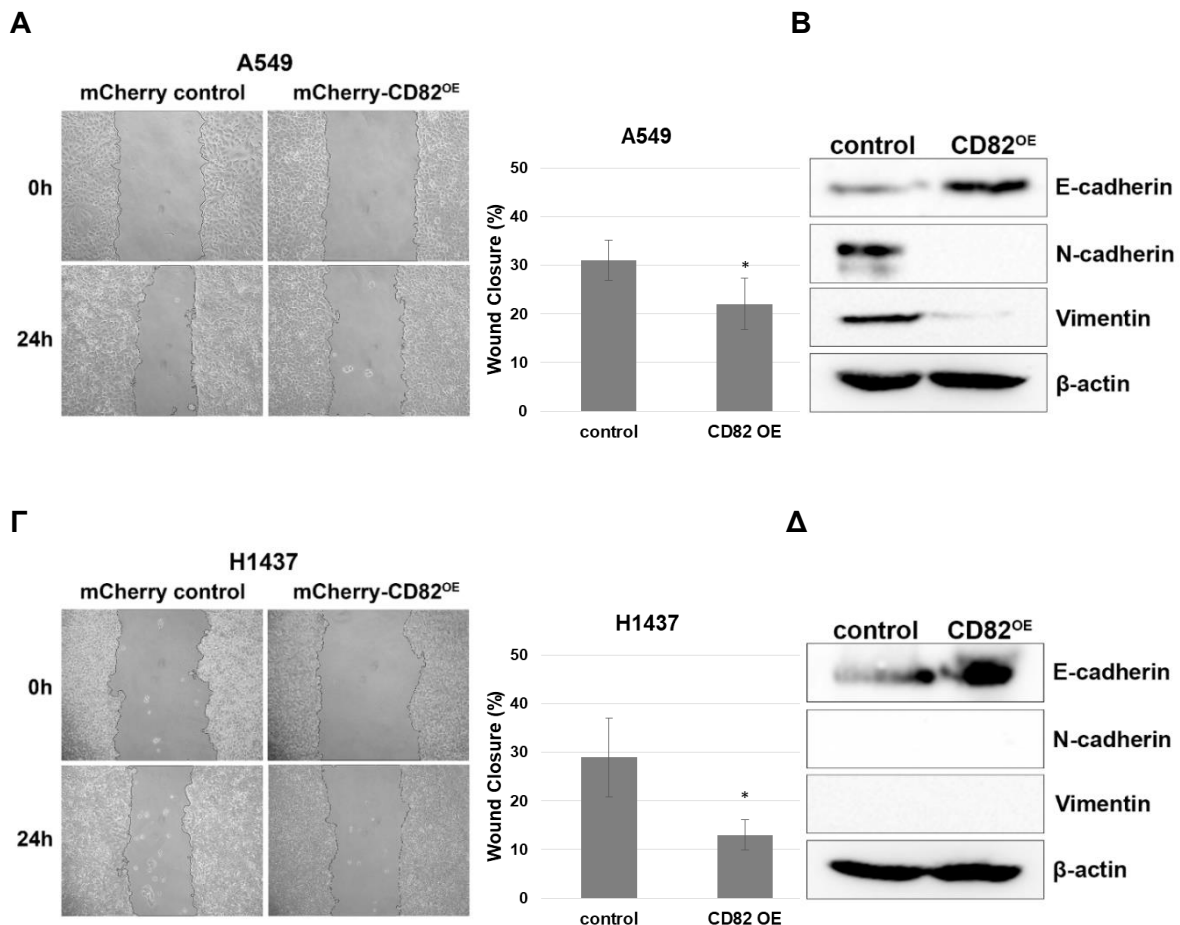 Α
Β
A549
mCherry control
mCherry-CD82OE
0h
24h
A549
Wound Closure (%)
50
40
30
20
10
0
*
control
CD82 OE
control
CD82OE
E-cadherin
N-cadherin
Vimentin
β-actin
Γ
Δ
H1437
mCherry control
mCherry-CD82OE
0h
24h
H1437
Wound Closure (%)
50
40
30
20
10
0
*
control
CD82 OE
control
CD82OE
E-cadherin
N-cadherin
Vimentin
β-actin